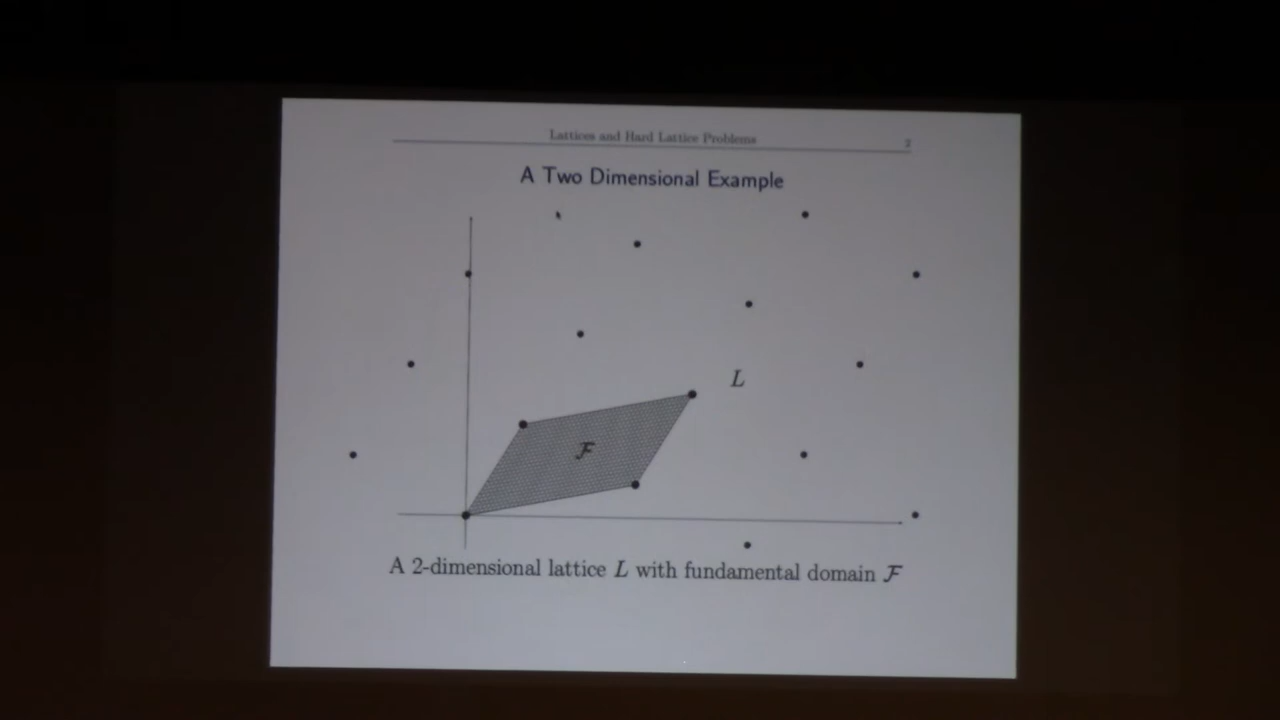 Lattices and Hard Lattice Problems 2
A Two Dimensional Example
L
F
A 2-dimensional lattice L with fundamental domain F